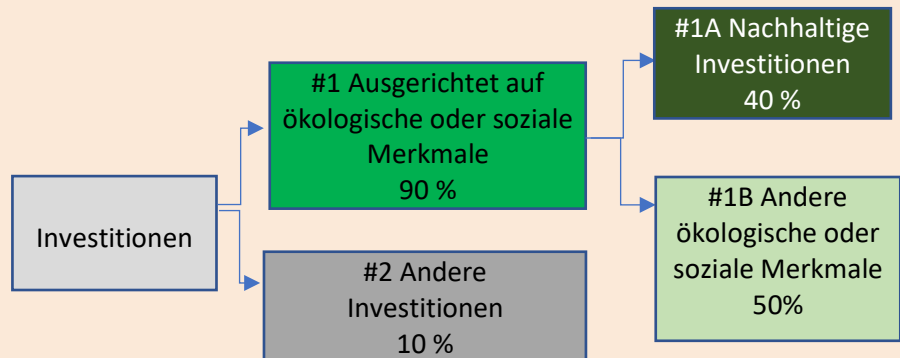 #1A Nachhaltige
Investitionen
40 %
#1 Ausgerichtet auf
ökologische oder soziale
Merkmale
90 %
#1B Andere
ökologische oder
soziale Merkmale
50%
Investitionen
#2 Andere
Investitionen
10 %